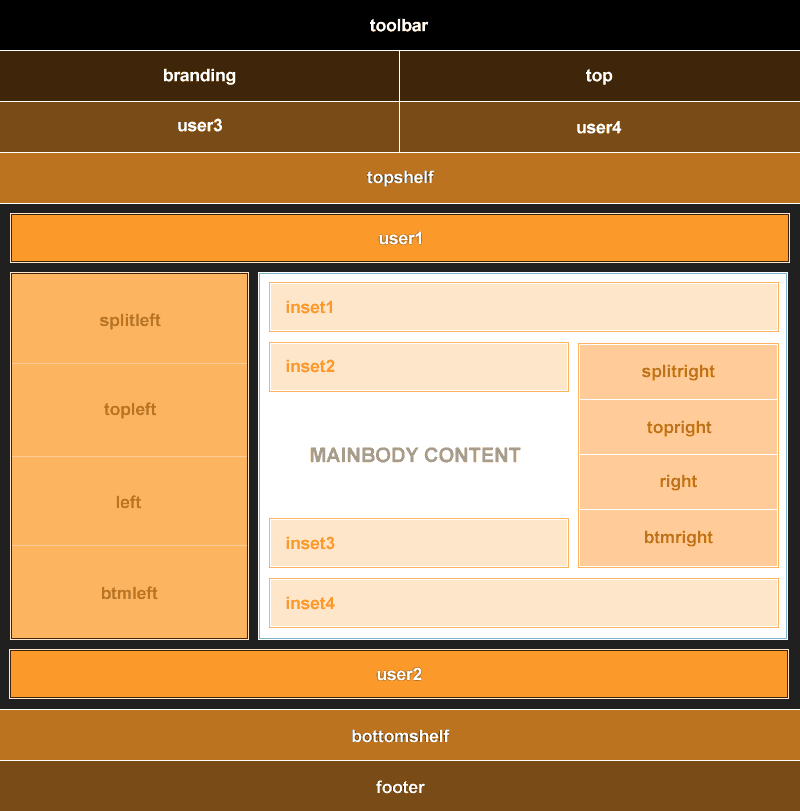 toolbar
branding
top
user3
user4
topshelf
user1
splitleft
topleft
left
btmleft
inset1
inset2
MAINBODY CONTENT
inset3
inset4
splitright
topright
right
btmright
user2
bottomshelf
footer